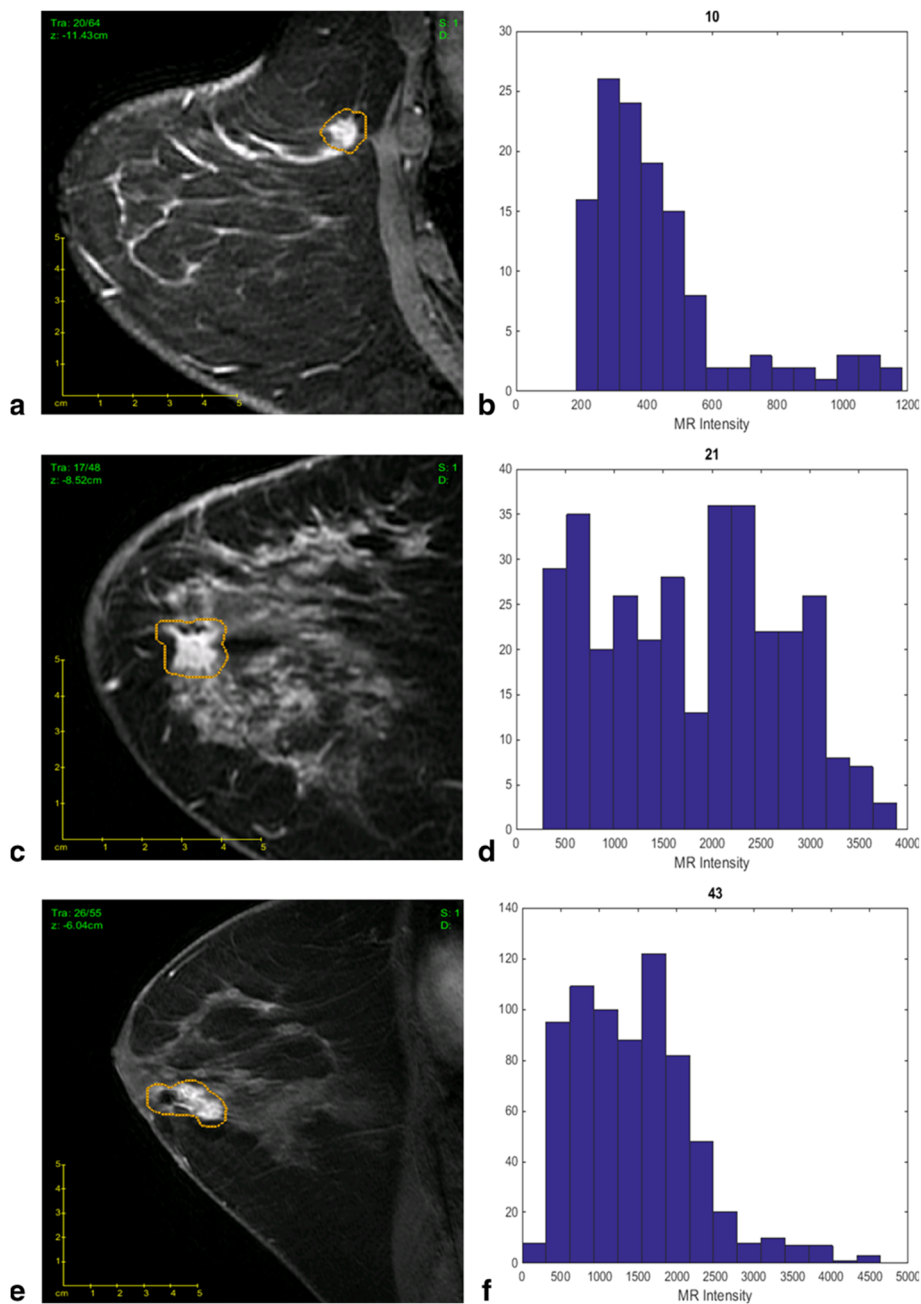 Tra: 20/64
z: -11.43cm
S: 1
D:
5
4
3
2
1
cm 1 2 3 4 5
a
10
30
25
20
15
10
5
0
0 200 400 600 800 1000 1200
MR Intensity
b
Tra: 17/48
z: -8.52cm
S: 1
D:
5
4
3
2
1
cm 1 2 3 4 5
c
21
40
35
30
25
20
15
10
5
0
0 500 1000 1500 2000 2500 3000 3500 4000
MR Intensity
d
Tra: 26/55
z: -6.04cm
S: 1
D:
5
4
3
2
1
cm 1 2 3 4 5
e
43
140
120
100
80
60
40
20
0
0 500 1000 1500 2000 2500 3000 3500 4000 4500 5000
MR Intensity
f